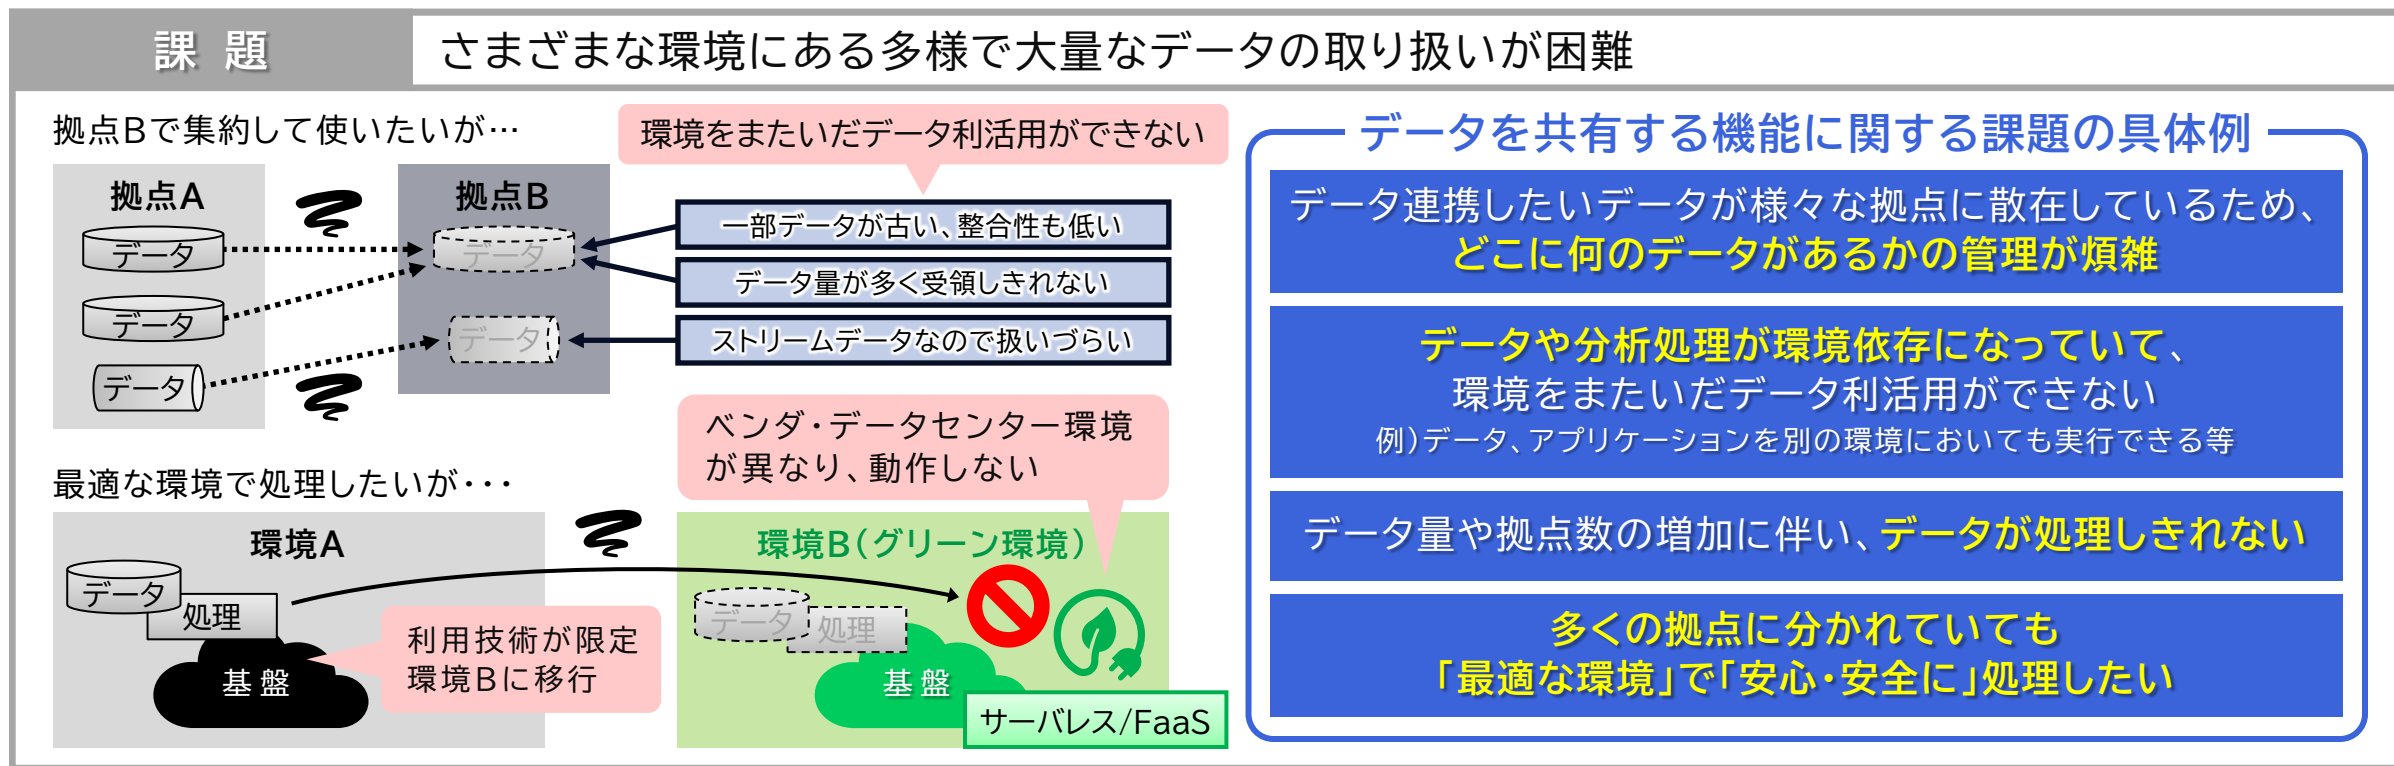 課 題
さまざまな環境にある多様で大量なデータの取り扱いが困難
拠点Bで集約して使いたいが…
環境をまたいだデータ利活用ができない
拠点A
データ
データ
データ
拠点B
データ
データ
一部データが古い、整合性も低い
データ量が多く受領しきれない
ストリームデータなので扱いづらい
最適な環境で処理したいが・・・
ベンダ・データセンター環境
が異なり、動作しない
環境A
データ
処理
基盤
利用技術が限定
環境Bに移行
環境B(グリーン環境)
データ
処理
基盤
サーバレス/FaaS
データを共有する機能に関する課題の具体例
データ連携したいデータが様々な拠点に散在しているため、
どこに何のデータがあるかの管理が煩雑
データや分析処理が環境依存になっていて、
環境をまたいだデータ利活用ができない
例)データ、アプリケーションを別の環境においても実行できる等
データ量や拠点数の増加に伴い、データが処理しきれない
多くの拠点に分かれていても
「最適な環境」で「安心・安全に」処理したい